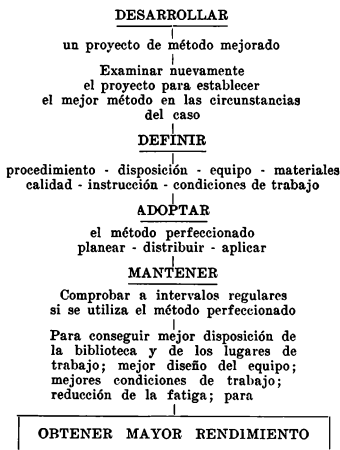 DESARROLLAR
un proyecto de método mejorado
Examinar nuevamente
el proyecto para establecer
el mejor método en las circunstancias
del caso
DEFINIR
procedimiento - disposición - equipo - materiales
calidad - instrucción - condiciones de trabajo
ADOPTAR
el método perfeccionado
planear - distribuir - aplicar
MANTENER
Comprobar a intervalos regulares
si se utiliza el método perfeccionado
Para conseguir mejor disposición de
la biblioteca y de los lugares de
trabajo; mejor diseño del equipo;
mejores condiciones de trabajo;
reducción de la fatiga; para
OBTENER MAYOR RENDIMIENTO